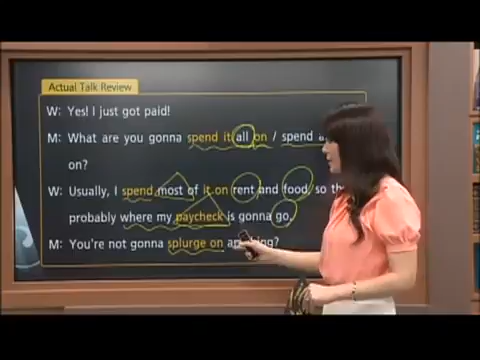 Actual Talk Review
W: Yes! I just got paid!
M: What are you gonna spend it all on / spend
on?
W: Usually, I spend most of it on rent and food, so
probably where my paycheck is gonna go.
M: You're not gonna splurge on